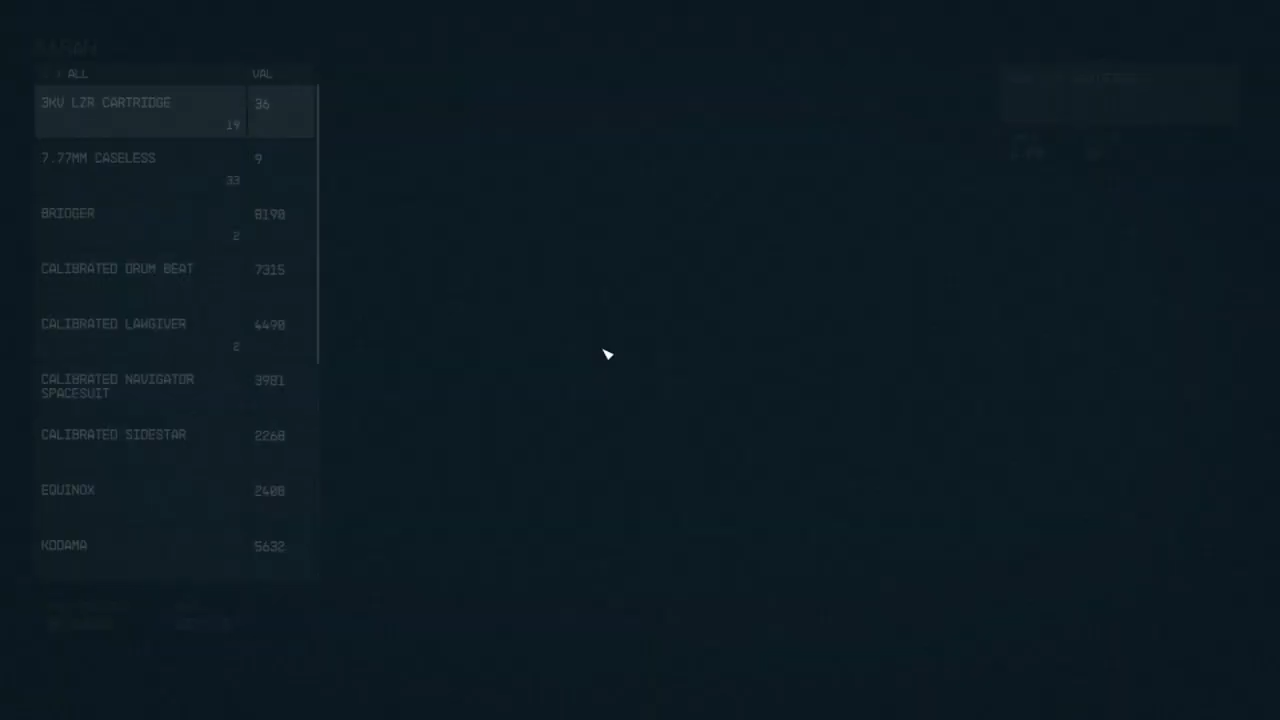 ALL VAL
3KV LZR CARTRIDGE 36
19
7.77MM CASELESS 9
33
BRIDGER 8190
2
CALIBRATED DRUM BEAT 7315
CALIBRATED LAWGIVER 4490
2
CALIBRATED NAVIGATOR 3981
SPACESUIT
CALIBRATED SIDESTAR 2268
EQUINOX 2408
KODAMA 5632